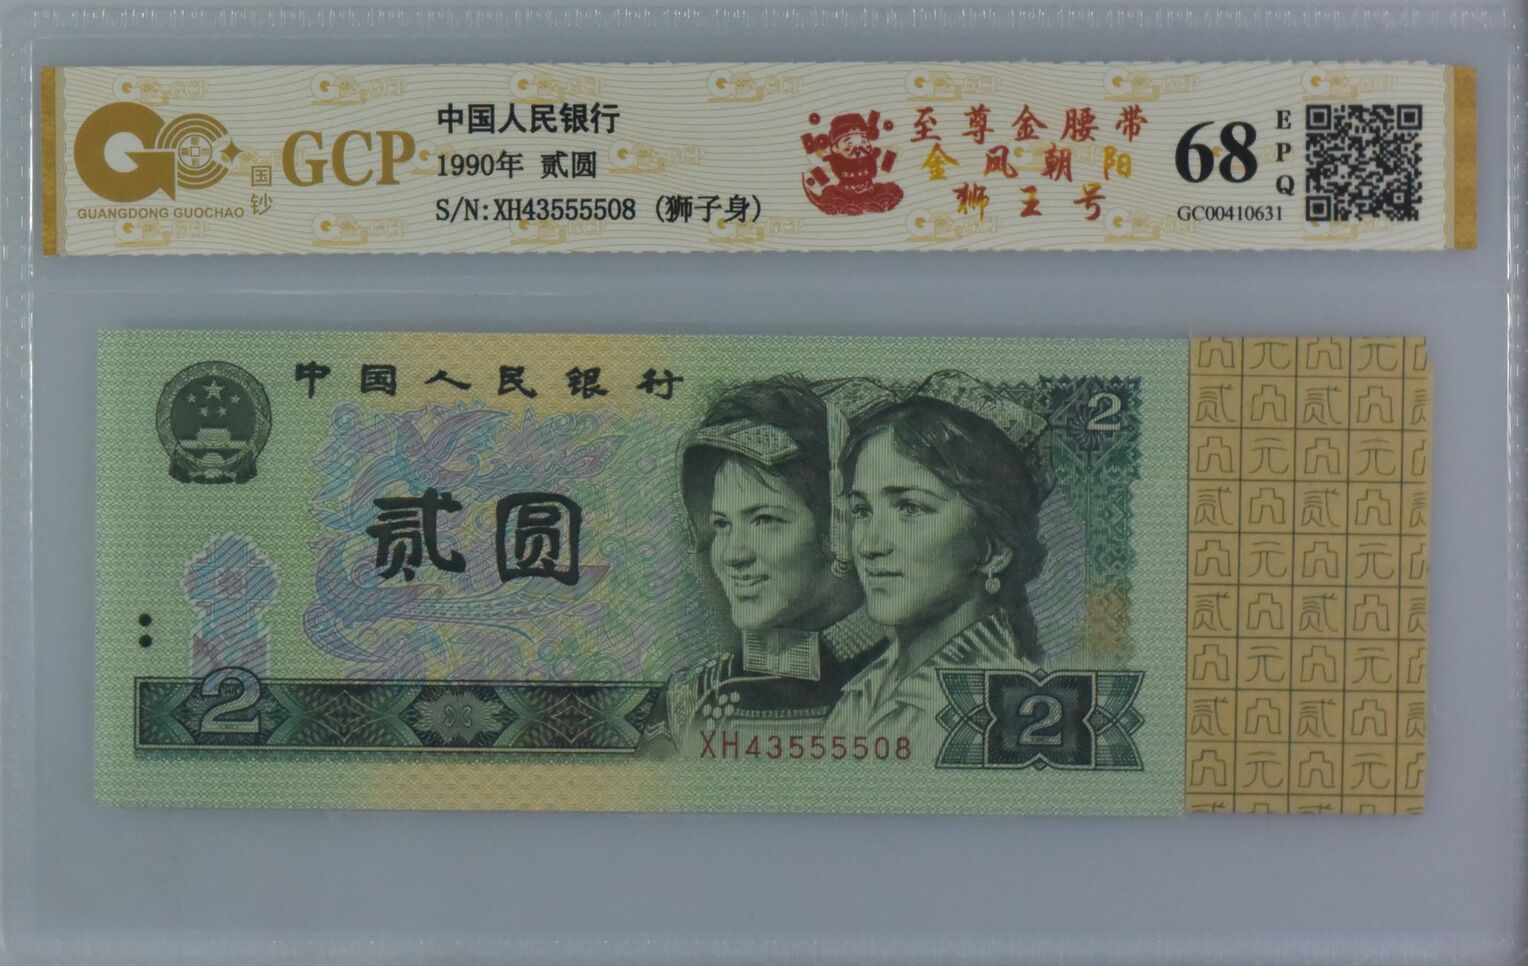 GCP
国钞
GUANGDONG GUOCHAO
中国人民银行
1990年 贰圆
S/N:XH43555508 (狮子身)
至尊金腰带
金凤朝阳
狮王号
68
EPQ
GC00410631
中国人民银行
2
贰圆
2
XH43555508
2